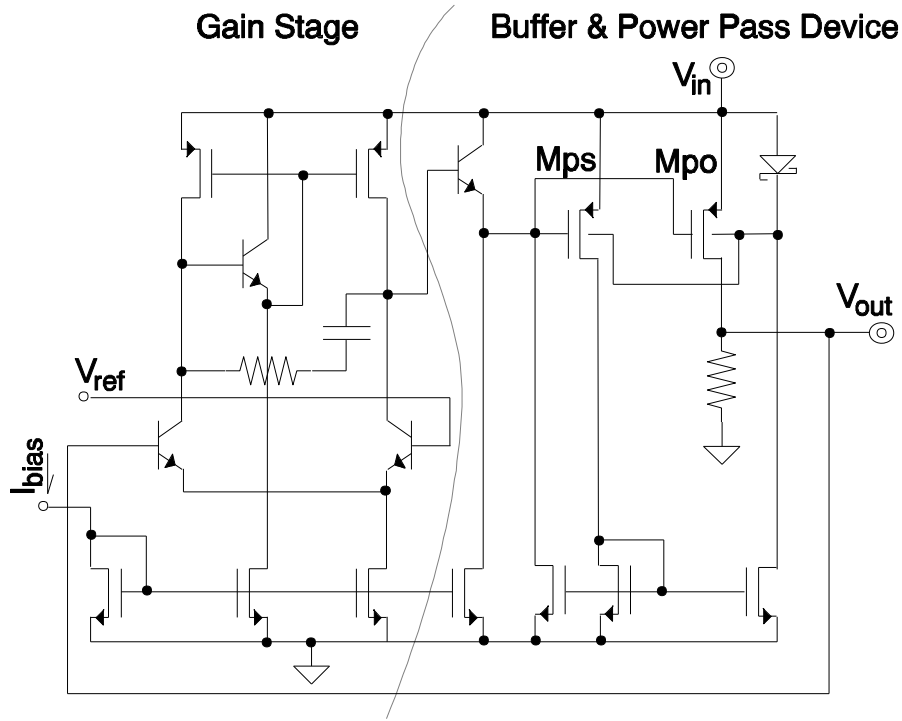 Gain Stage
Buffer & Power Pass Device
Vin
Mps
Mpo
Vout
Vref
Ibias